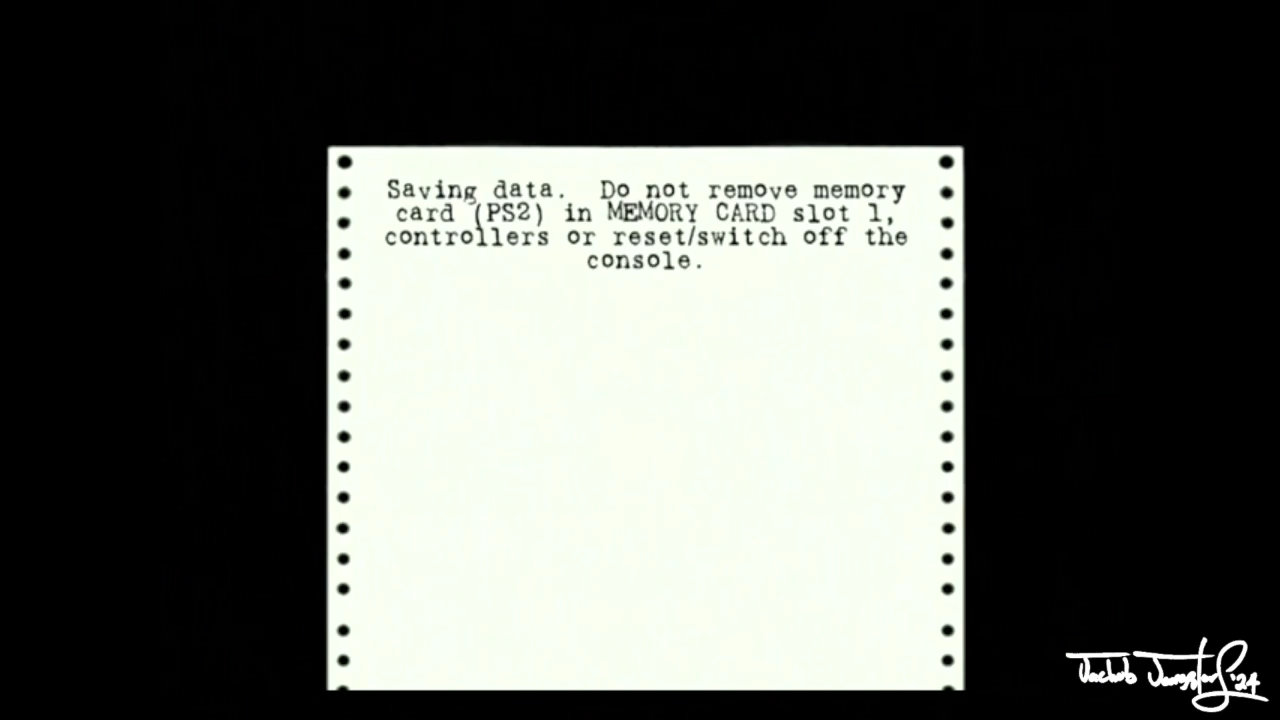 Saving data.  Do not remove memory
card (PS2) in MEMORY CARD slot 1,
controllers or reset/switch off the
console.
'24